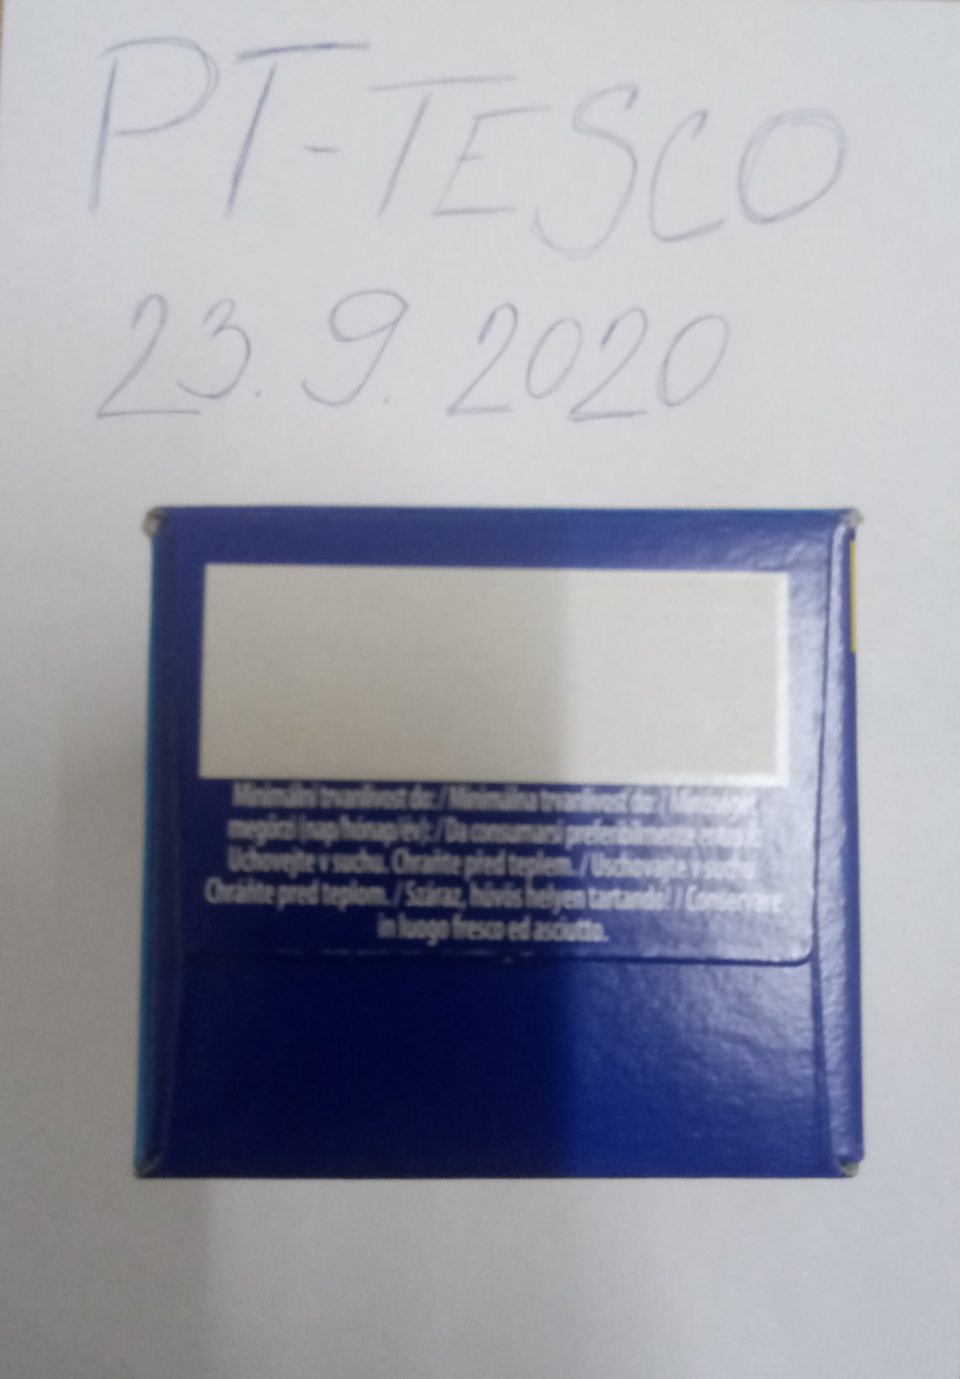 PT-TESCO
23.9.2020
Minimální trvanlivost do: / Minimálna trvanlivosť do: / Minőségét
megőrzi (nap/hónap/év): / Da consumarsi preferibilmente entro il:
Uchovejte v suchu. Chraňte před teplem. / Uschovajte v suchu.
Chráňte pred teplom. / Száraz, hűvös helyen tartandó! / Conservare
in luogo fresco ed asciutto.